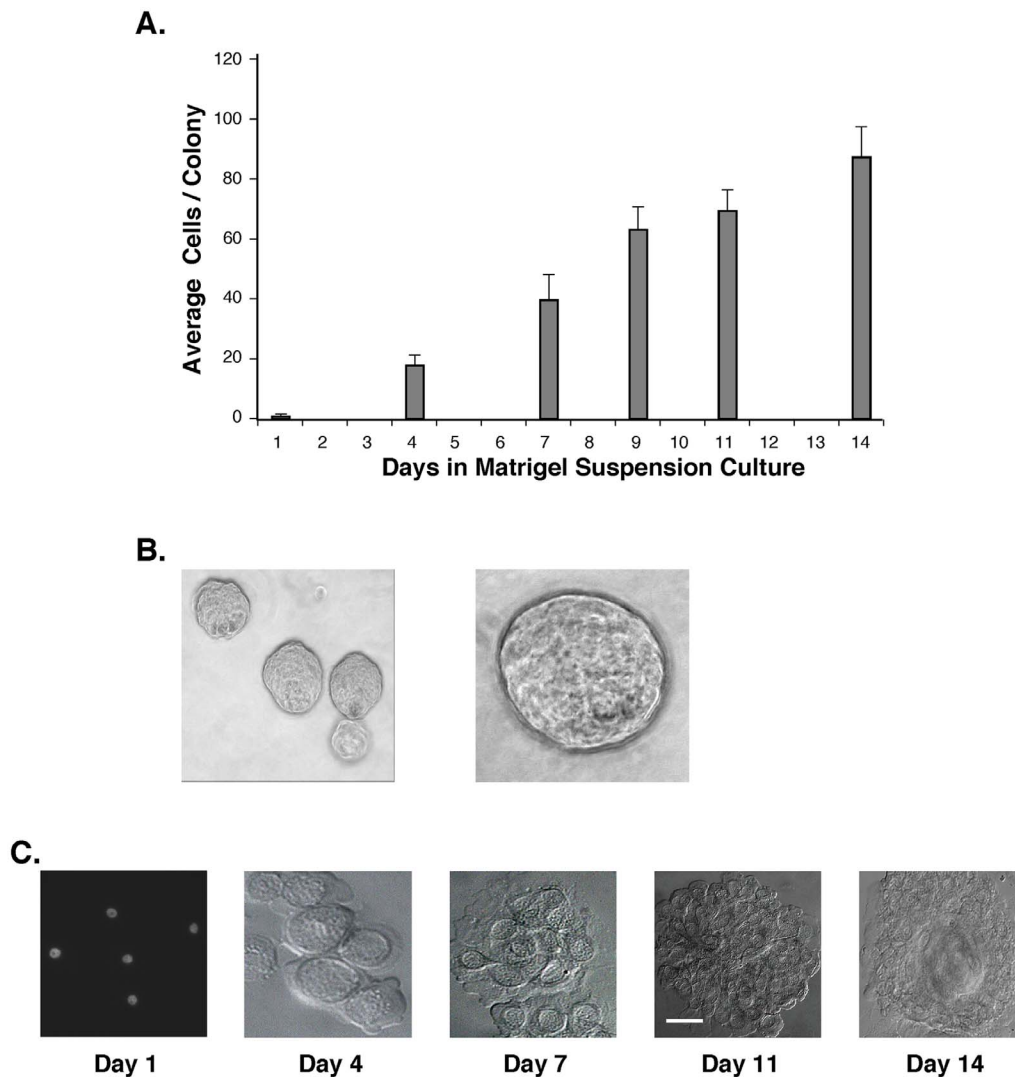 A.
Average Cells / Colony
120
100
80
60
40
20
0
1 2 3 4 5 6 7 8 9 10 11 12 13 14
Days in Matrigel Suspension Culture
B.
C.
Day 1 Day 4 Day 7 Day 11 Day 14